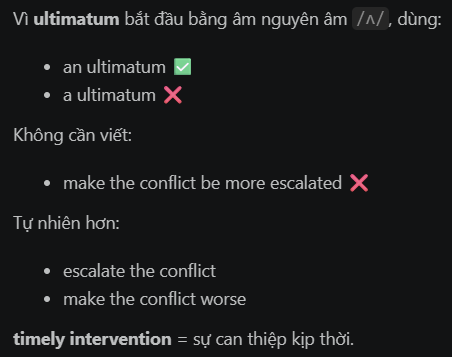 Vì ultimatum bắt đầu bằng âm nguyên âm /ʌ/, dùng:
• an ultimatum ✅
• a ultimatum ❌
Không cần viết:
• make the conflict be more escalated ❌
Tự nhiên hơn:
• escalate the conflict
• make the conflict worse
timely intervention = sự can thiệp kịp thời.